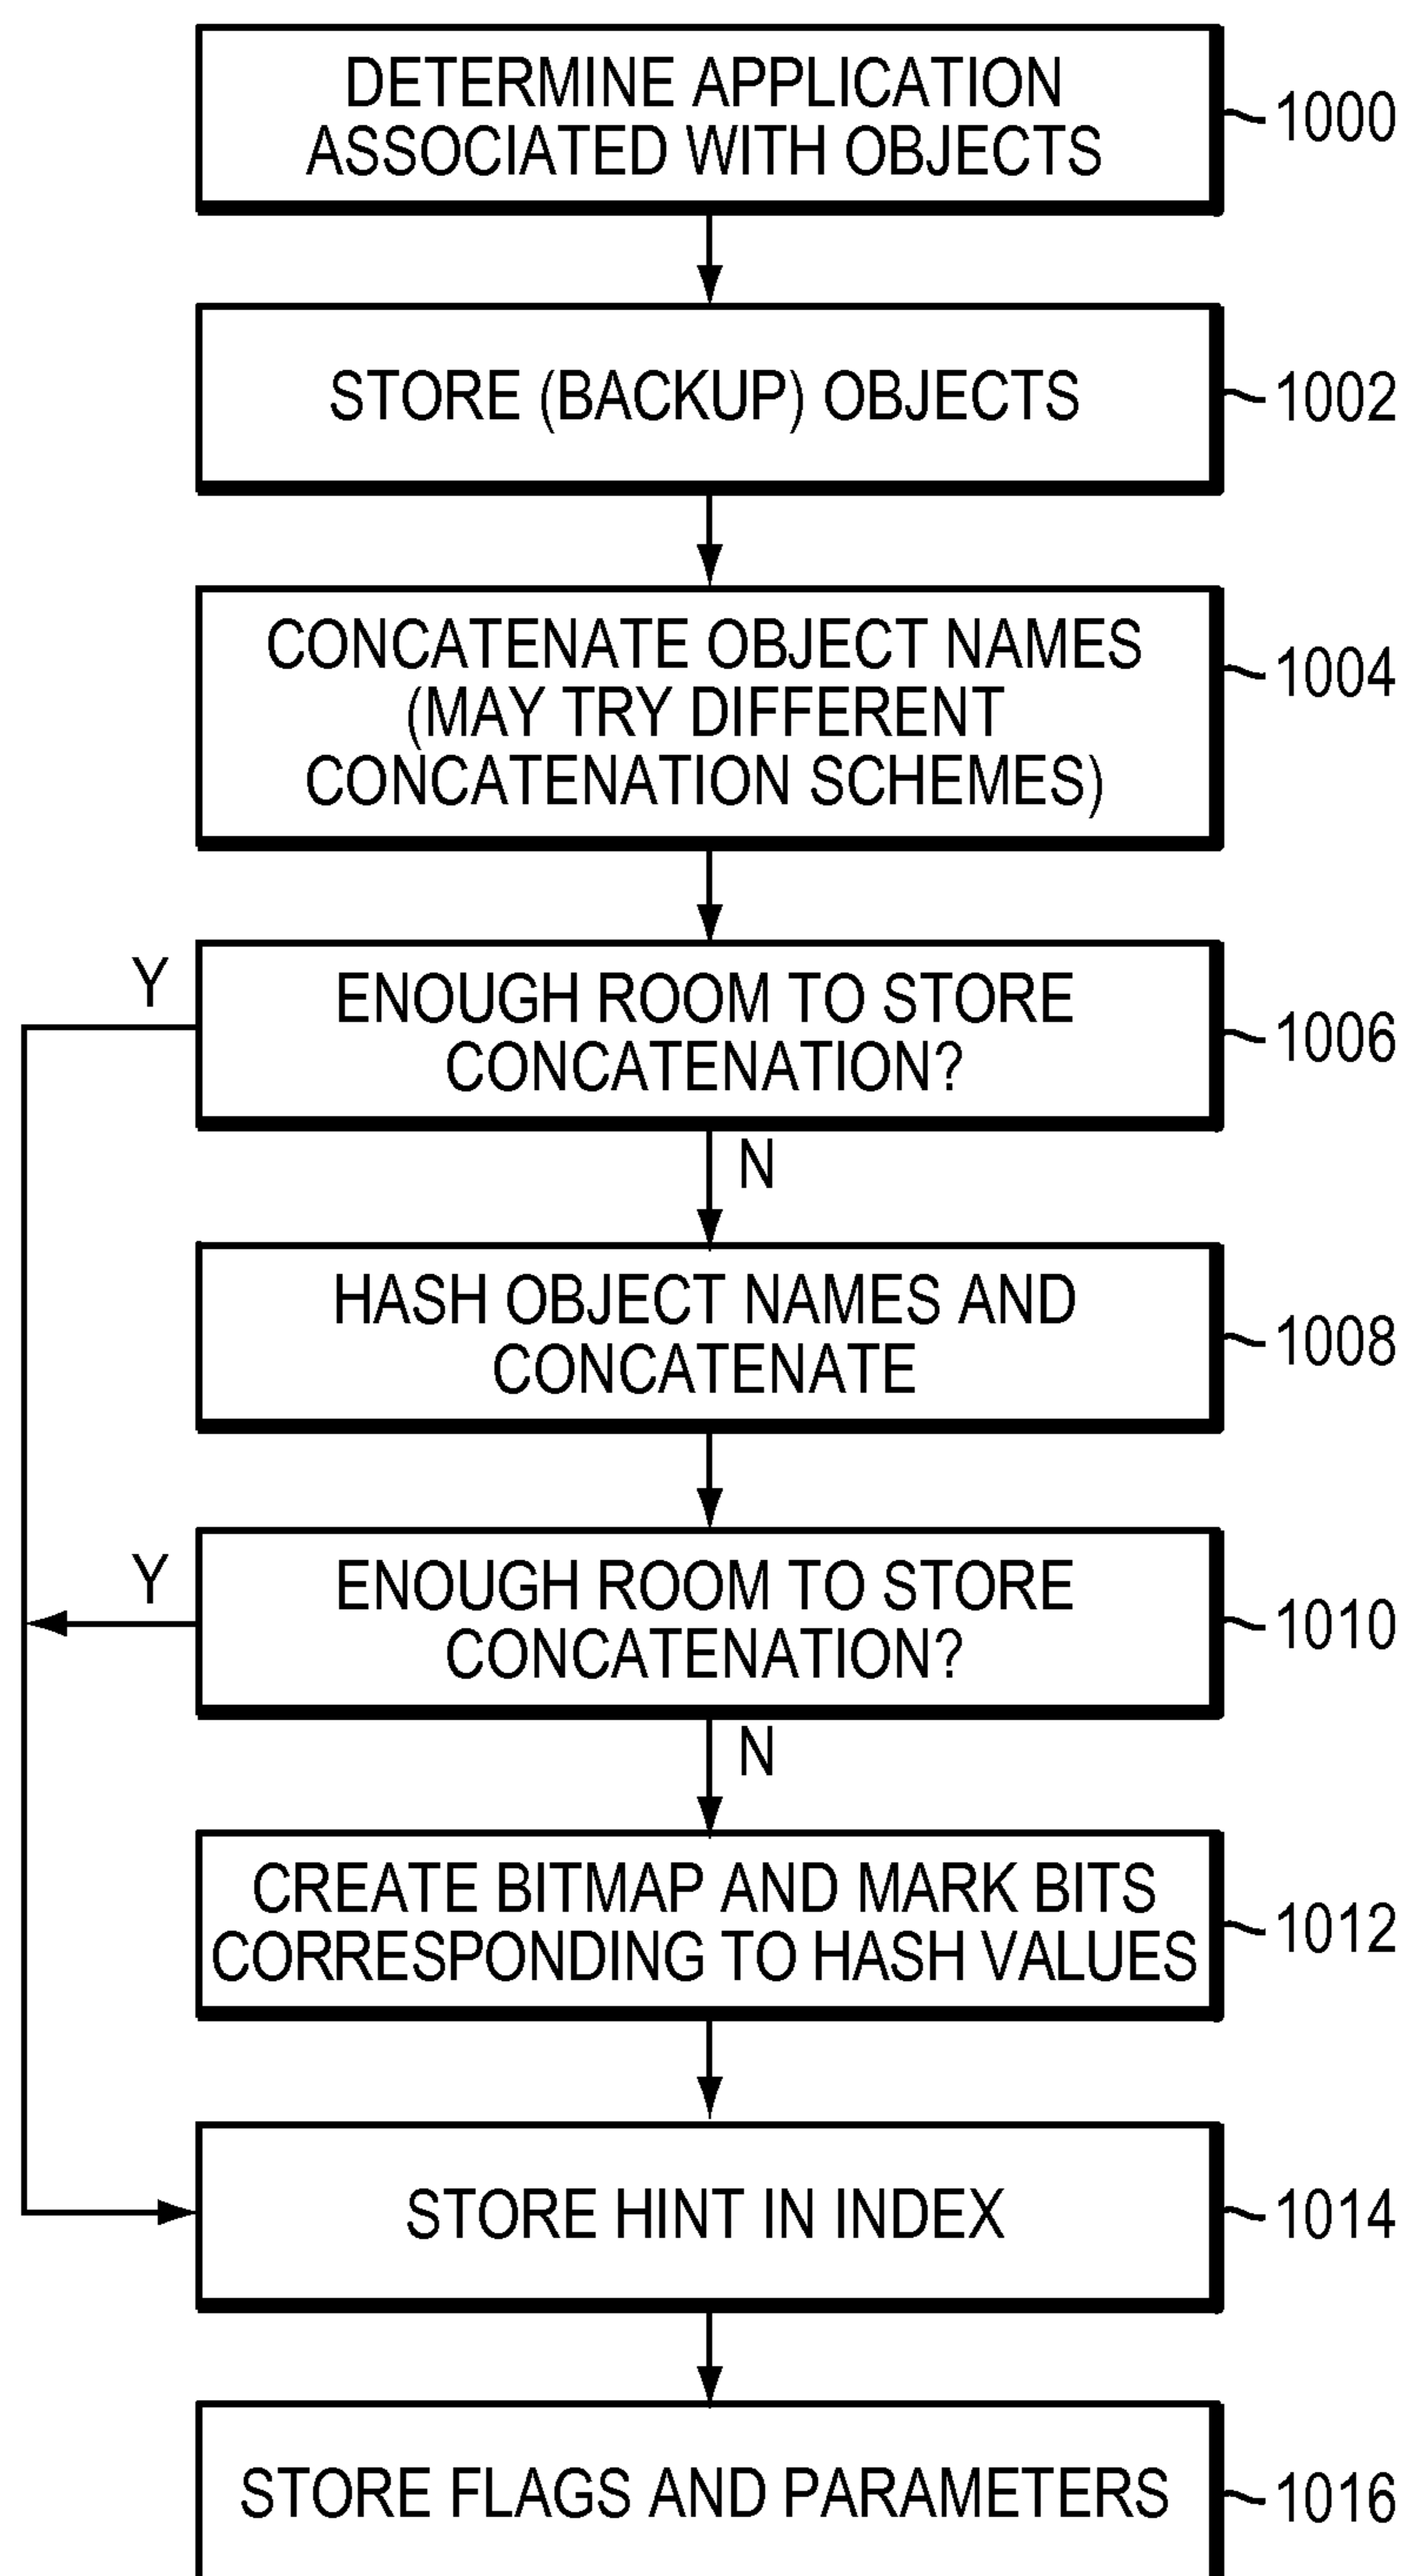 DETERMINE APPLICATION
ASSOCIATED WITH OBJECTS
1000
STORE (BACKUP) OBJECTS
1002
CONCATENATE OBJECT NAMES
(MAY TRY DIFFERENT
CONCATENATION SCHEMES)
1004
Y
ENOUGH ROOM TO STORE
CONCATENATION?
1006
N
HASH OBJECT NAMES AND
CONCATENATE
1008
Y
ENOUGH ROOM TO STORE
CONCATENATION?
1010
N
CREATE BITMAP AND MARK BITS
CORRESPONDING TO HASH VALUES
1012
STORE HINT IN INDEX
1014
STORE FLAGS AND PARAMETERS
1016